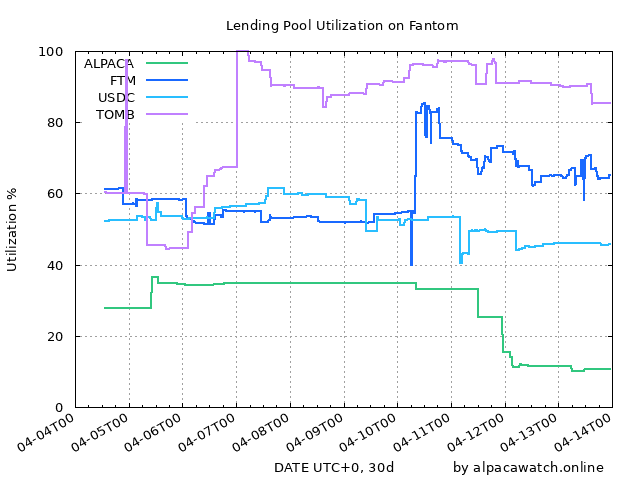 Lending Pool Utilization on Fantom
Utilization %
100
80
60
40
20
0
ALPACA
FTM
USDC
TOMB
04-04T00
04-05T00
04-06T00
04-07T00
04-08T00
04-09T00
04-10T00
04-11T00
04-12T00
04-13T00
04-14T00
DATE UTC+0, 30d
by alpacawatch.online